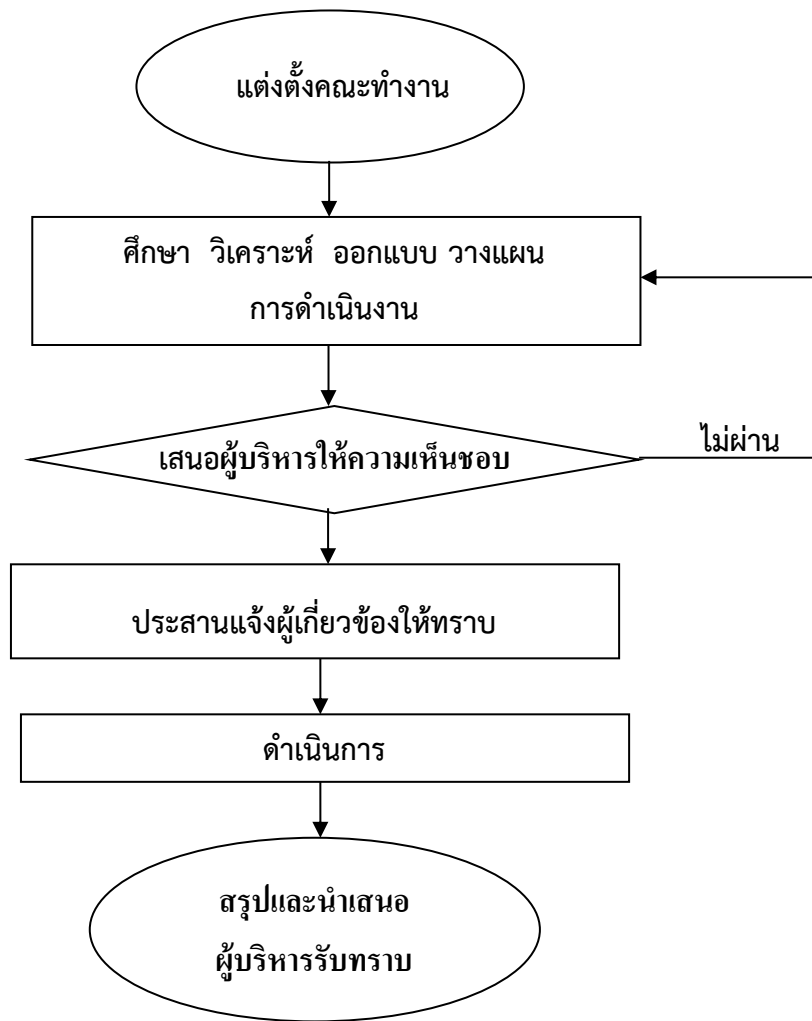 แต่งตั้งคณะทำงาน
ศึกษา วิเคราะห์ ออกแบบ วางแผน
การดำเนินงาน
เสนอผู้บริหารให้ความเห็นชอบ
ไม่ผ่าน
ประสานแจ้งผู้เกี่ยวข้องให้ทราบ
ดำเนินการ
สรุปและนำเสนอ
ผู้บริหารรับทราบ